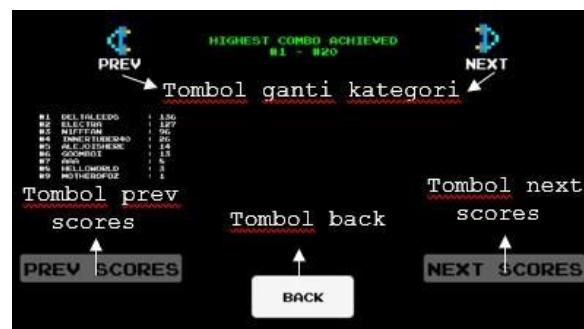 HIGHEST COMBO ACHIEVED
#1 - #20
PREV
NEXT
Tombol ganti kategori
#1 DELTALEEDS : 136
#2 ELECTRA : 127
#3 NIFFFAN : 96
#4 INNERTUBER40 : 26
#5 ALEJOISHERE : 14
#6 GOOMBOI : 13
#7 AAA : 5
#8 HELLOWORLD : 3
#9 MOTHEROFOZ : 1
Tombol prev
scores
Tombol back
Tombol next
scores
PREV SCORES
BACK
NEXT SCORES